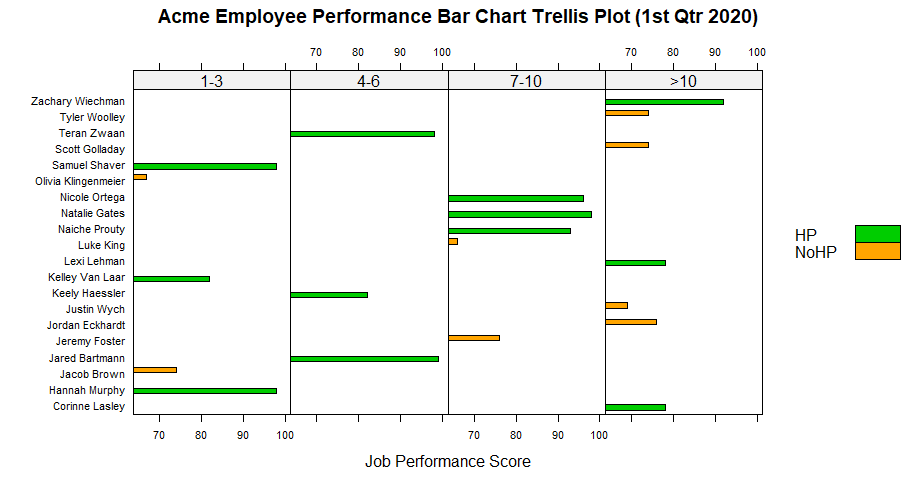 Acme Employee Performance Bar Chart Trellis Plot (1st Qtr 2020)
70 80 90 100 70 80 90 100
1-3 4-6 7-10 >10
Zachary Wiechman
Tyler Woolley
Teran Zwaan
Scott Golladay
Samuel Shaver
Olivia Klingenmeier
Nicole Ortega
Natalie Gates
Naiche Prouty
Luke King
Lexi Lehman
Kelley Van Laar
Keely Haessler
Justin Wych
Jordan Eckhardt
Jeremy Foster
Jared Bartmann
Jacob Brown
Hannah Murphy
Corinne Lasley
70 80 90 100 70 80 90 100
Job Performance Score
HP
NoHP